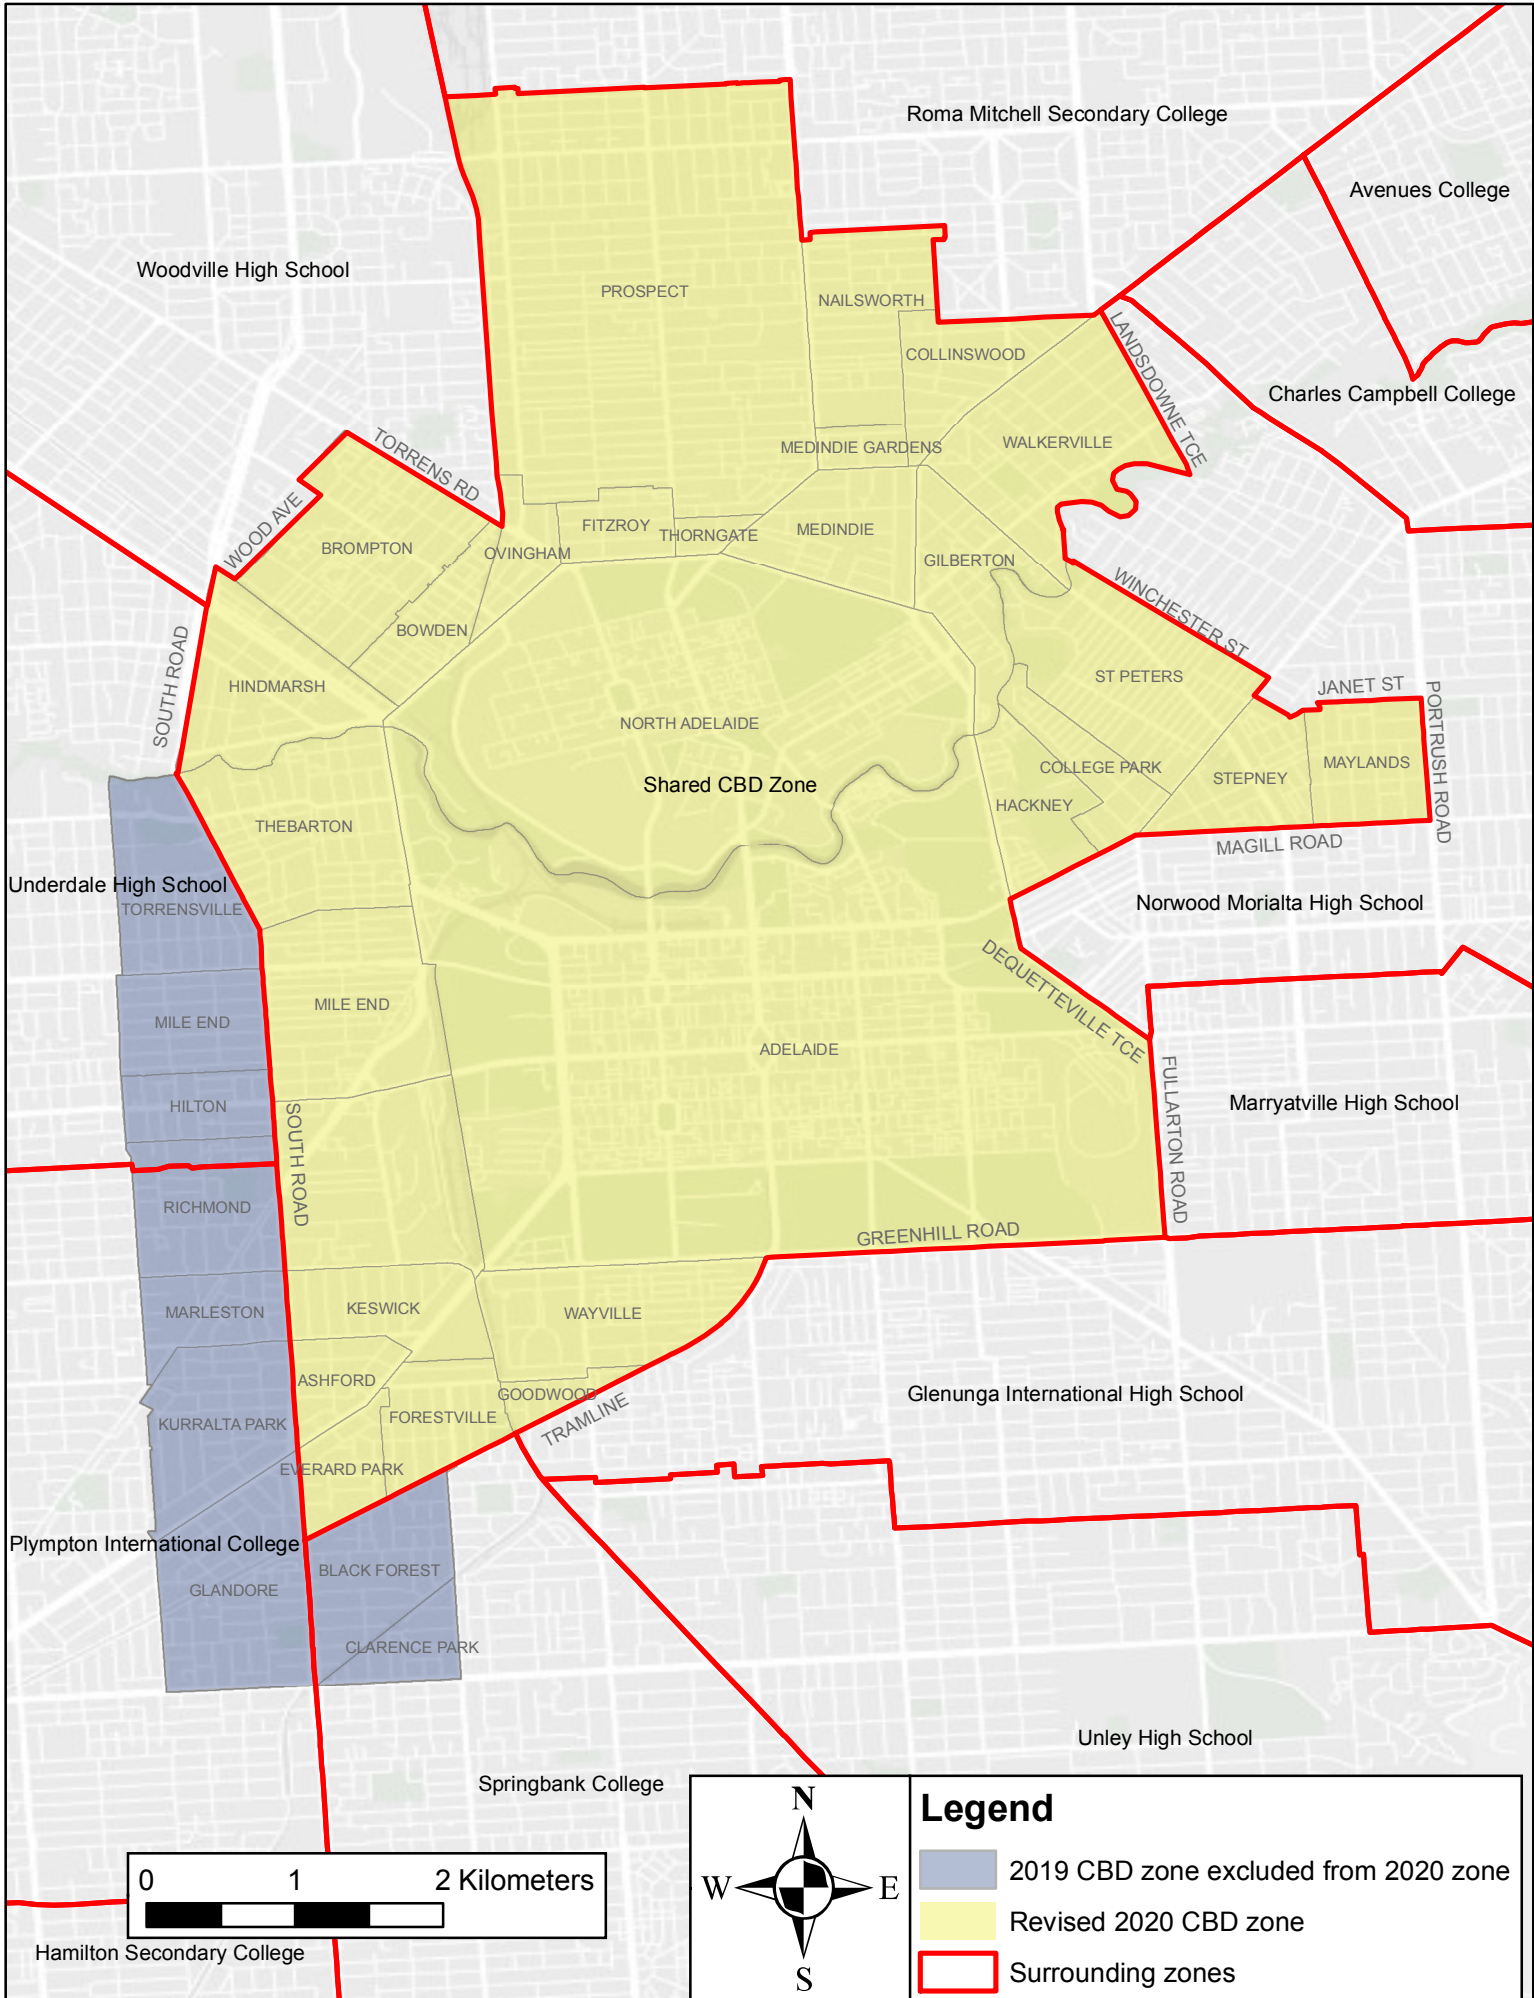 Roma Mitchell Secondary College
Avenues College
Woodville High School
PROSPECT
NAILSWORTH
COLLINSWOOD
LANDSDOWNE TCE
Charles Campbell College
TORRENS RD
MEDINDIE GARDENS
WALKERVILLE
WOOD AVE
BROMPTON
OVINGHAM
FITZROY
THORNGATE
MEDINDIE
GILBERTON
WINCHESTER ST
BOWDEN
SOUTH ROAD
HINDMARSH
ST PETERS
JANET ST
PORTRUSH ROAD
NORTH ADELAIDE
Shared CBD Zone
COLLEGE PARK
STEPNEY
MAYLANDS
HACKNEY
THEBARTON
MAGILL ROAD
Underdale High School
TORRENSVILLE
Norwood Morialta High School
DEQUETTEVILLE TCE
MILE END
MILE END
ADELAIDE
HILTON
SOUTH ROAD
FULLARTON ROAD
Marryatville High School
RICHMOND
GREENHILL ROAD
MARLESTON
KESWICK
WAYVILLE
ASHFORD
GOODWOOD
TRAMLINE
Glenunga International High School
KURRALTA PARK
FORESTVILLE
EVERARD PARK
Plympton International College
BLACK FOREST
GLANDORE
CLARENCE PARK
Unley High School
Springbank College
0 1 2 Kilometers
Hamilton Secondary College
N
W E
S
Legend
2019 CBD zone excluded from 2020 zone
Revised 2020 CBD zone
Surrounding zones